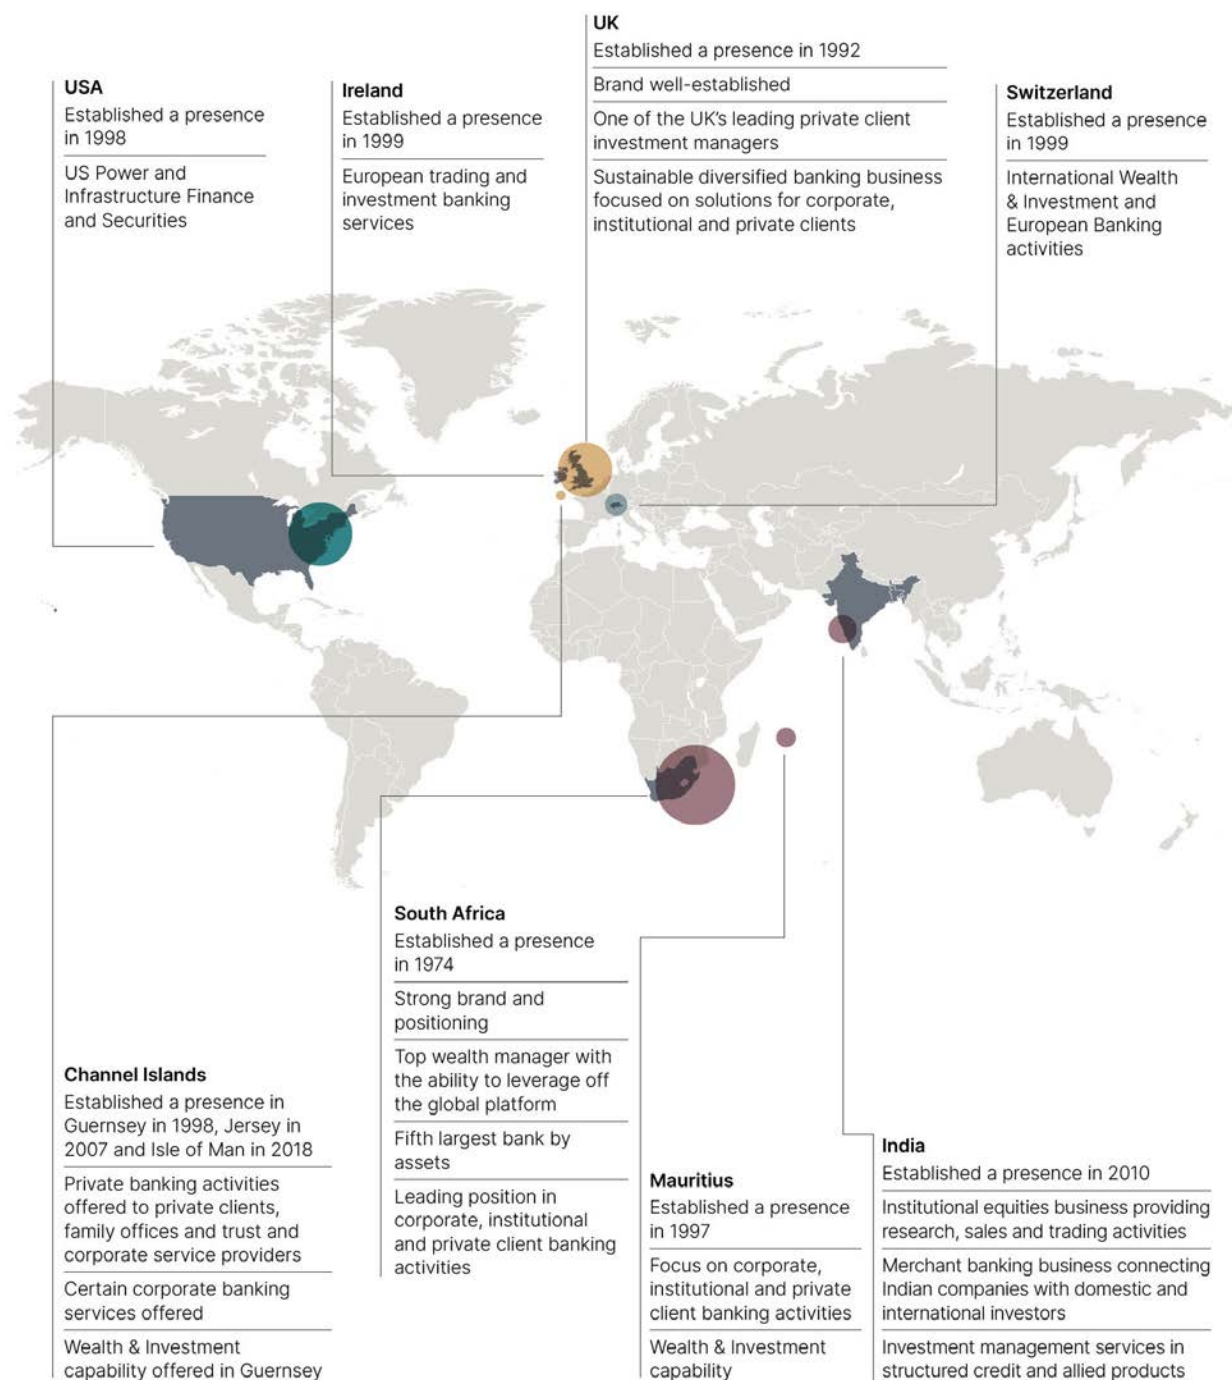 UK
Established a presence in 1992
Brand well-established
One of the UK's leading private client
investment managers
Sustainable diversified banking business
focused on solutions for corporate,
institutional and private clients
USA
Established a presence
in 1998
US Power and
Infrastructure Finance
and Securities
Ireland
Established a presence
in 1999
European trading and
investment banking
services
Switzerland
Established a presence
in 1999
International Wealth
& Investment and
European Banking
activities
South Africa
Established a presence
in 1974
Strong brand and
positioning
Top wealth manager with
the ability to leverage off
the global platform
Fifth largest bank by
assets
Leading position in
corporate, institutional
and private client banking
activities
Channel Islands
Established a presence in
Guernsey in 1998, Jersey in
2007 and Isle of Man in 2018
Private banking activities
offered to private clients,
family offices and trust and
corporate service providers
Certain corporate banking
services offered
Wealth & Investment
capability offered in Guernsey
Mauritius
Established a presence
in 1997
Focus on corporate,
institutional and private
client banking activities
Wealth & Investment
capability
India
Established a presence in 2010
Institutional equities business providing
research, sales and trading activities
Merchant banking business connecting
Indian companies with domestic and
international investors
Investment management services in
structured credit and allied products